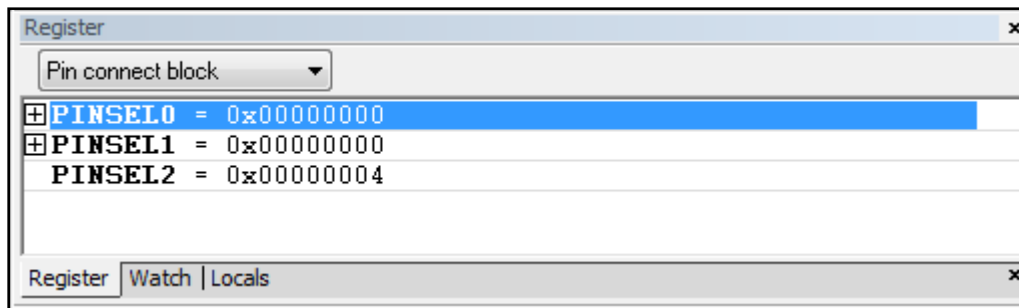 Register
Pin connect block
PINSEL0 = 0x00000000
PINSEL1 = 0x00000000
PINSEL2 = 0x00000004
Register Watch Locals